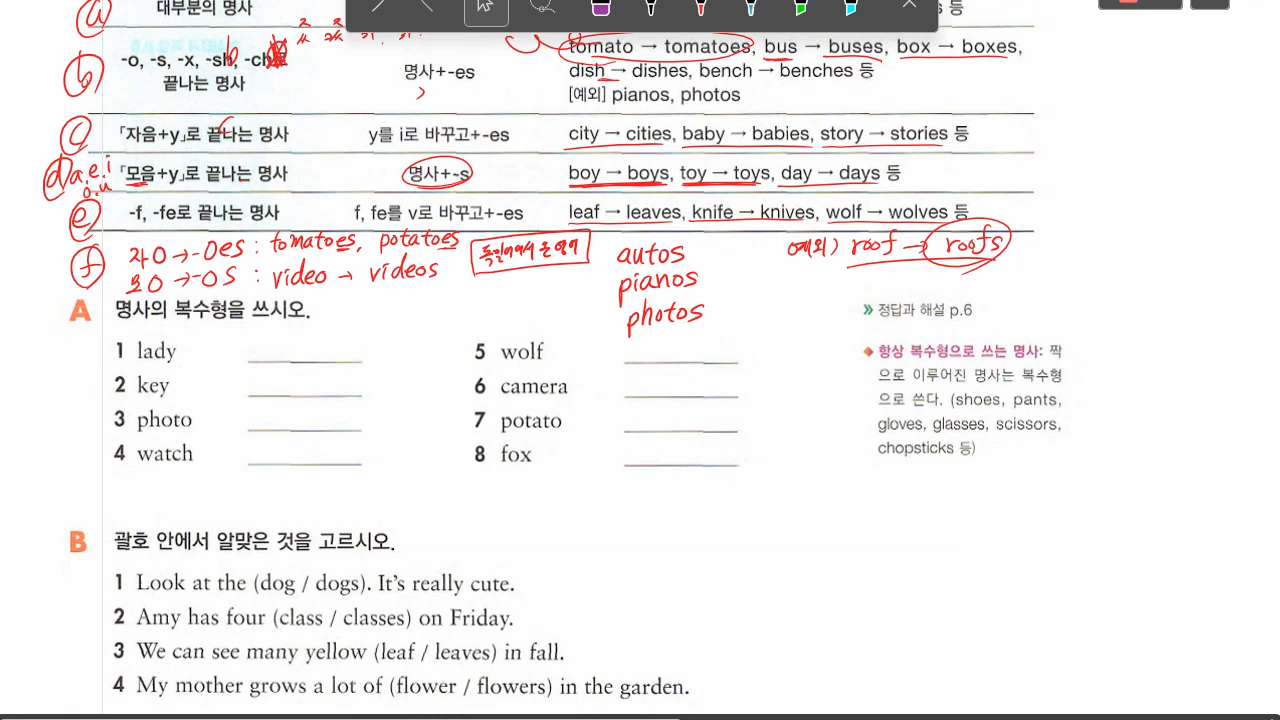 ⓐ 대부분의 명사 등
ⓑ -o, -s, -x, -sh, -ch로 끝나는 명사 명사+-es tomato → tomatoes, bus → buses, box → boxes,
dish → dishes, bench → benches 등
[예외] pianos, photos
ⓒ 「자음+y」로 끝나는 명사 y를 i로 바꾸고+-es city → cities, baby → babies, story → stories 등
ⓓ a,e,i o,u 「모음+y」로 끝나는 명사 명사+-s boy → boys, toy → toys, day → days 등
ⓔ -f, -fe로 끝나는 명사 f, fe를 v로 바꾸고+-es leaf → leaves, knife → knives, wolf → wolves 등
ⓕ 자o → -oes : tomatoes, potatoes
모o → -os : video → videos
autos
pianos
photos
예외) roof → roofs
A 명사의 복수형을 쓰시오.
1 lady
2 key
3 photo
4 watch
5 wolf
6 camera
7 potato
8 fox
» 정답과 해설 p.6
◆ 항상 복수형으로 쓰는 명사: 짝
으로 이루어진 명사는 복수형
으로 쓴다. (shoes, pants,
gloves, glasses, scissors,
chopsticks 등)
B 괄호 안에서 알맞은 것을 고르시오.
1 Look at the (dog / dogs). It's really cute.
2 Amy has four (class / classes) on Friday.
3 We can see many yellow (leaf / leaves) in fall.
4 My mother grows a lot of (flower / flowers) in the garden.